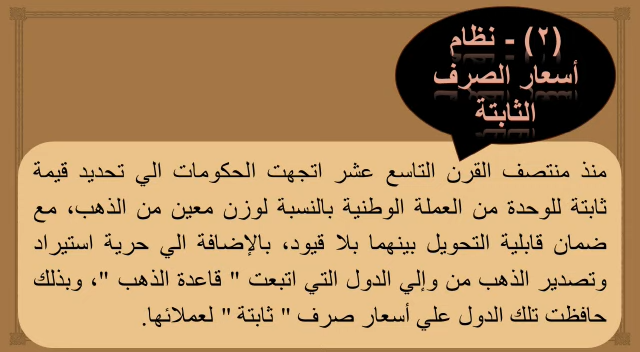 (٢) - نظام
أسعار الصرف
الثابتة
منذ منتصف القرن التاسع عشر اتجهت الحكومات الي تحديد قيمة
ثابتة للوحدة من العملة الوطنية بالنسبة لوزن معين من الذهب، مع
ضمان قابلية التحويل بينهما بلا قيود، بالإضافة الي حرية استيراد
وتصدير الذهب من وإلي الدول التي اتبعت " قاعدة الذهب "، وبذلك
حافظت تلك الدول علي أسعار صرف " ثابتة " لعملائها.